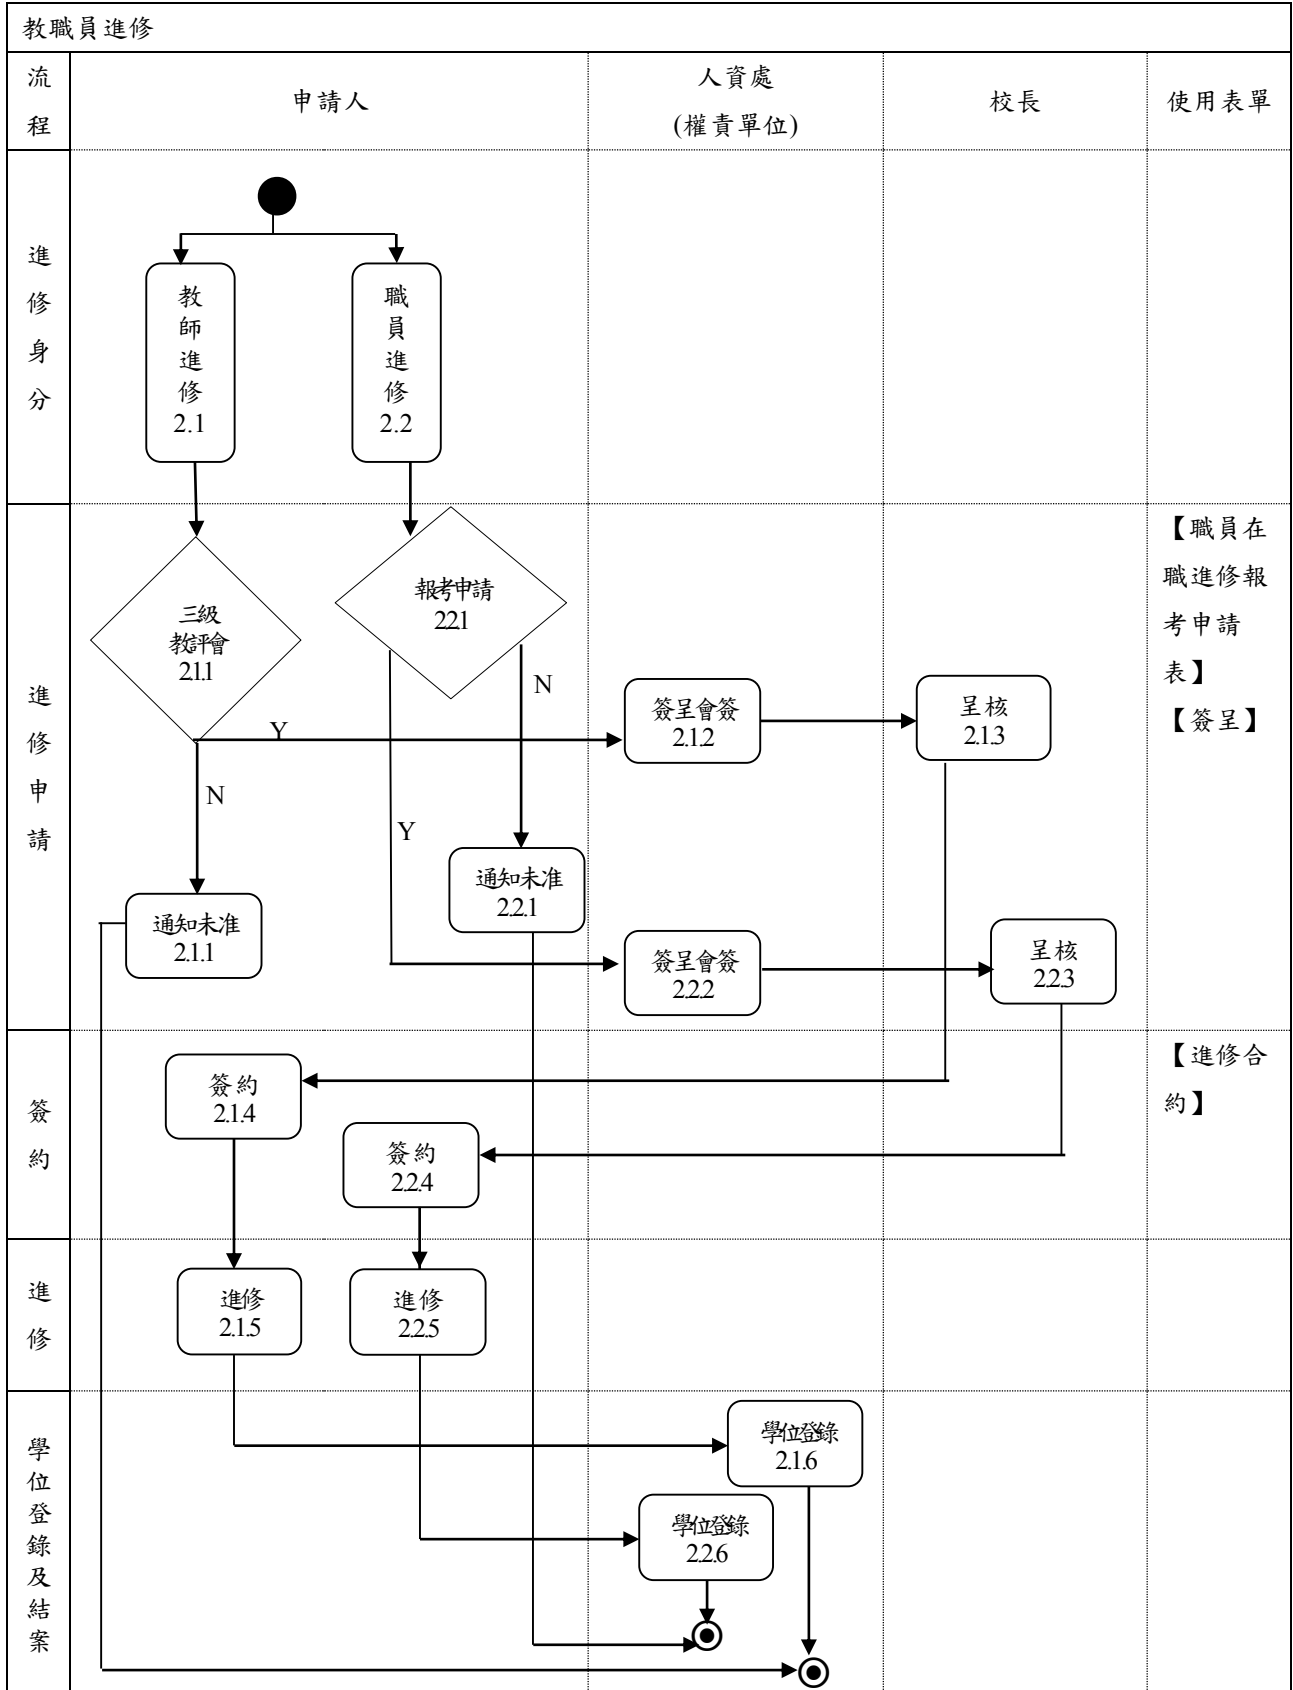 教職員進修
流
程
申請人
人資處
(權責單位)
校長
使用表單
進
修
身
分
教
師
進
修
2.1
職
員
進
修
2.2
進
修
申
請
三級
教評會
2.1.1
報考申請
2.2.1
Y
N
N
Y
簽呈會簽
2.1.2
呈核
2.1.3
通知未准
2.2.1
通知未准
2.1.1
簽呈會簽
2.2.2
呈核
2.2.3
【職員在
職進修報
考申請
表】
【簽呈】
簽
約
簽約
2.1.4
簽約
2.2.4
【進修合
約】
進
修
進修
2.1.5
進修
2.2.5
學
位
登
錄
及
結
案
學位登錄
2.1.6
學位登錄
2.2.6